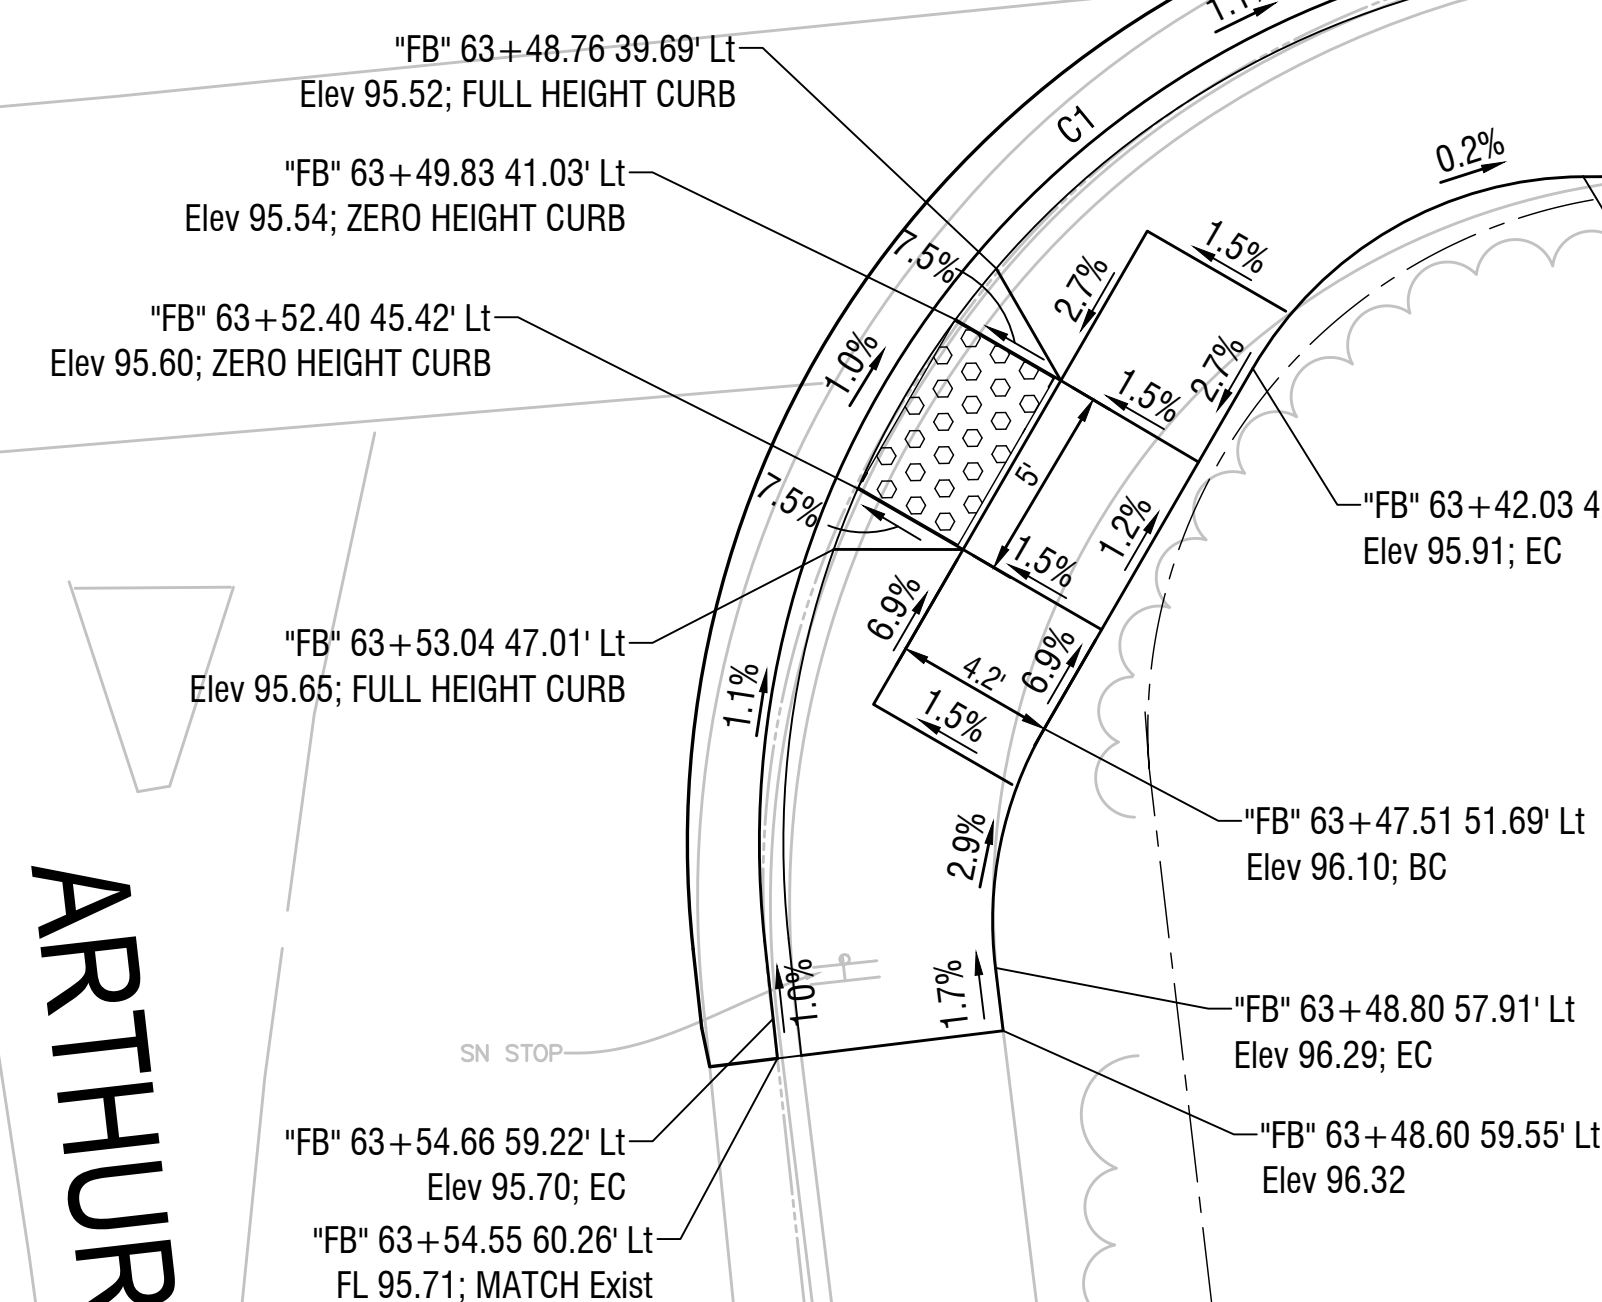 1.1%
"FB" 63+48.76 39.69' Lt
Elev 95.52; FULL HEIGHT CURB
C1
0.2%
"FB" 63+49.83 41.03' Lt
Elev 95.54; ZERO HEIGHT CURB
7.5%
2.7%
1.5%
"FB" 63+52.40 45.42' Lt
Elev 95.60; ZERO HEIGHT CURB
1.0%
1.5%
2.7%
7.5%
5'
1.2%
"FB" 63+42.03 4
Elev 95.91; EC
1.5%
6.9%
"FB" 63+53.04 47.01' Lt
Elev 95.65; FULL HEIGHT CURB
4.2'
6.9%
1.1%
1.5%
2.9%
"FB" 63+47.51 51.69' Lt
Elev 96.10; BC
ARTHUR
1.0%
1.7%
"FB" 63+48.80 57.91' Lt
Elev 96.29; EC
SN STOP
"FB" 63+54.66 59.22' Lt
Elev 95.70; EC
"FB" 63+48.60 59.55' Lt
Elev 96.32
"FB" 63+54.55 60.26' Lt
FL 95.71; MATCH Exist